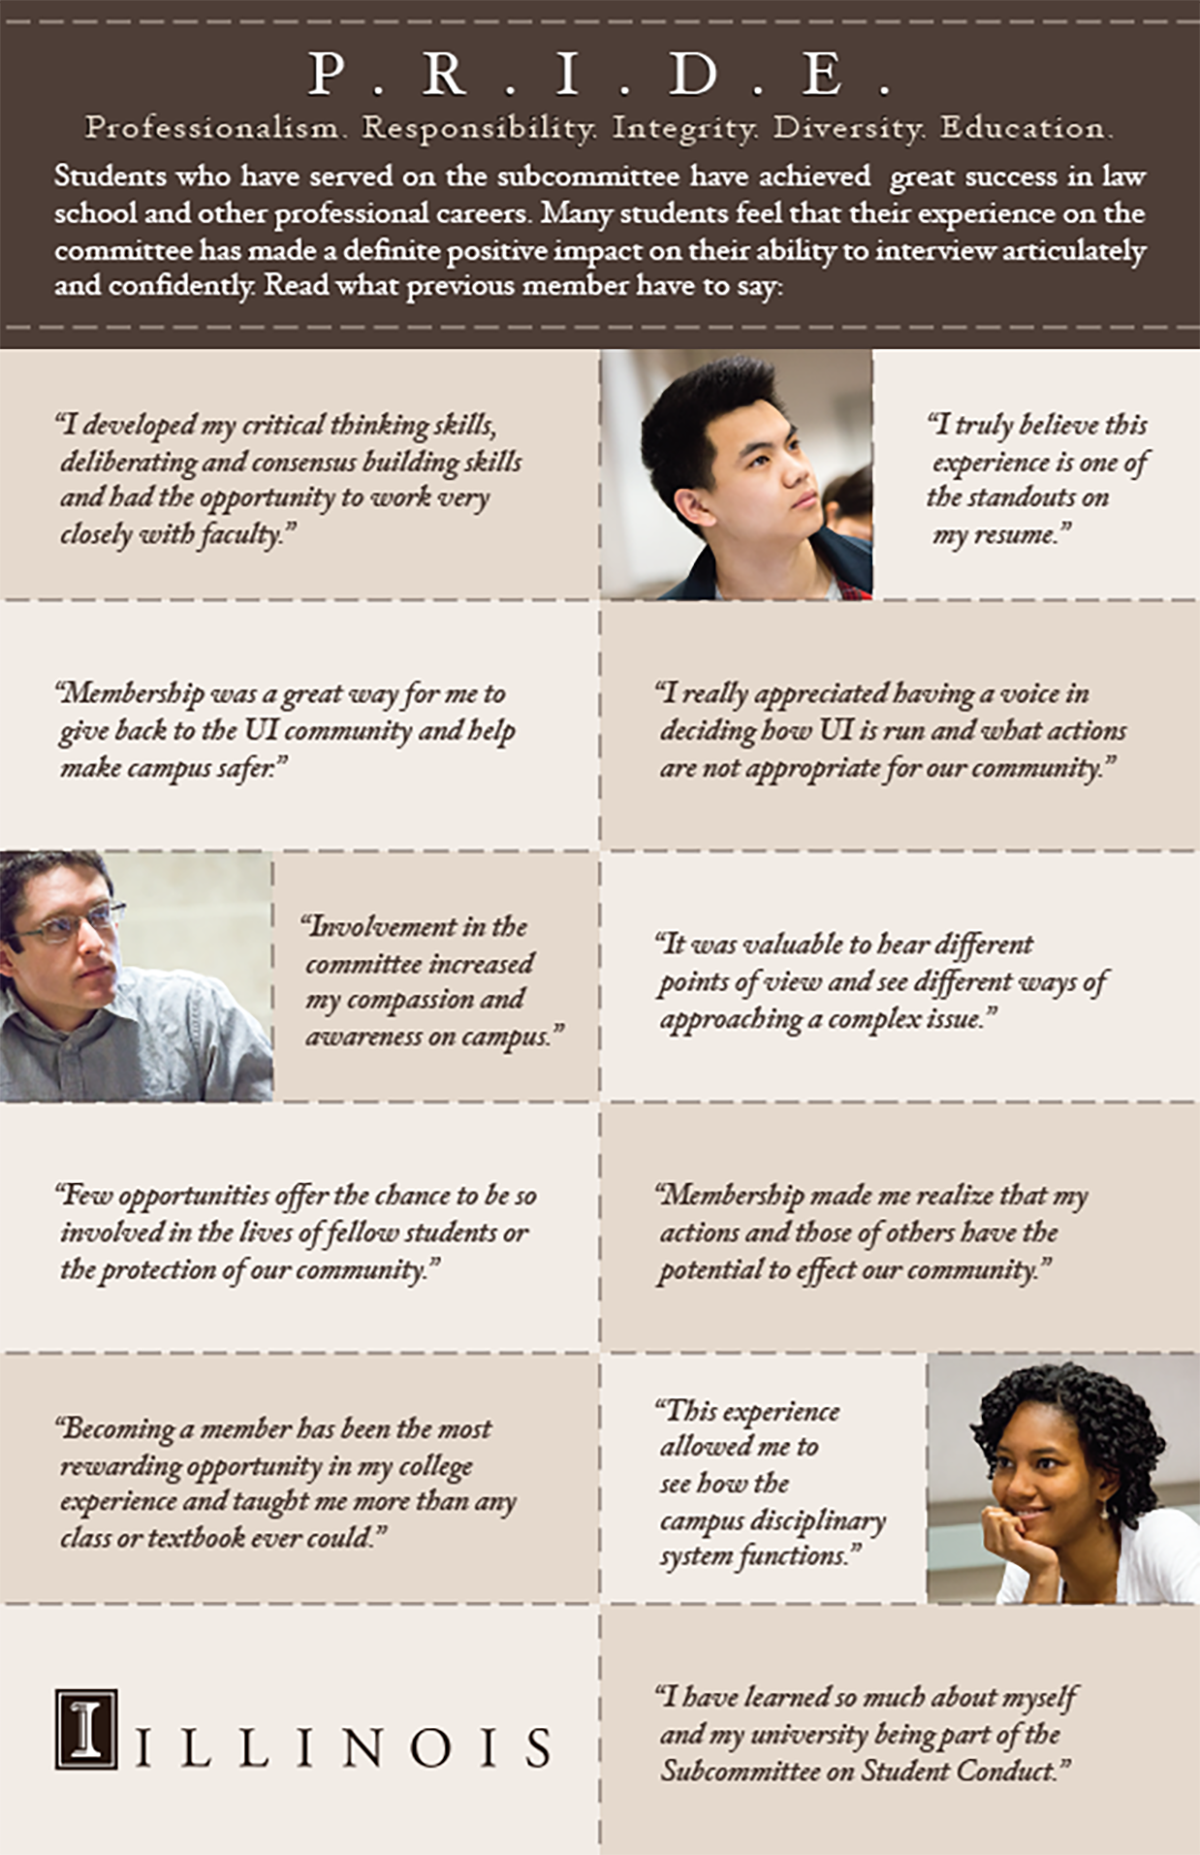 P.R.I.D.E.
Professionalism. Responsibility. Integrity. Diversity. Education.
Students who have served on the subcommittee have achieved great success in law
school and other professional careers. Many students feel that their experience on the
committee has made a definite positive impact on their ability to interview articulately
and confidently. Read what previous member have to say:
“I developed my critical thinking skills,
deliberating and consensus building skills
and had the opportunity to work very
closely with faculty.”
“I truly believe this
experience is one of
the standouts on
my resume.”
“Membership was a great way for me to
give back to the UI community and help
make campus safer.”
“I really appreciated having a voice in
deciding how UI is run and what actions
are not appropriate for our community.”
“Involvement in the
committee increased
my compassion and
awareness on campus.”
“It was valuable to hear different
points of view and see different ways of
approaching a complex issue.”
“Few opportunities offer the chance to be so
involved in the lives of fellow students or
the protection of our community.”
“Membership made me realize that my
actions and those of others have the
potential to effect our community.”
“Becoming a member has been the most
rewarding opportunity in my college
experience and taught me more than any
class or textbook ever could.”
“This experience
allowed me to
see how the
campus disciplinary
system functions.”
I ILLINOIS
“I have learned so much about myself
and my university being part of the
Subcommittee on Student Conduct.”